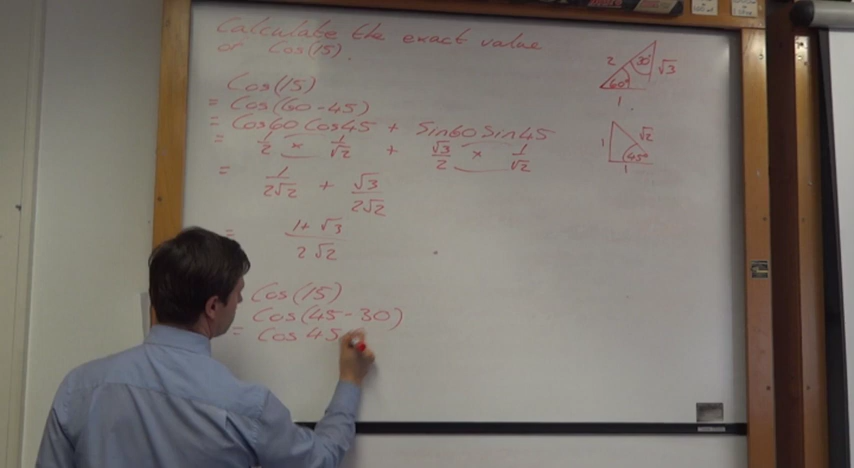 Calculate the exact value
of Cos(15).
Cos(15)
= Cos(60-45)
= Cos60 Cos45 + Sin60 Sin45
= 1/2 × 1/√2 + √3/2 × 1/√2
= 1/2√2 + √3/2√2
= 1+√3/2√2
Cos(15)
Cos(45-30)
= Cos 45
2 30° √3
60°
1
1 √2
45°
1